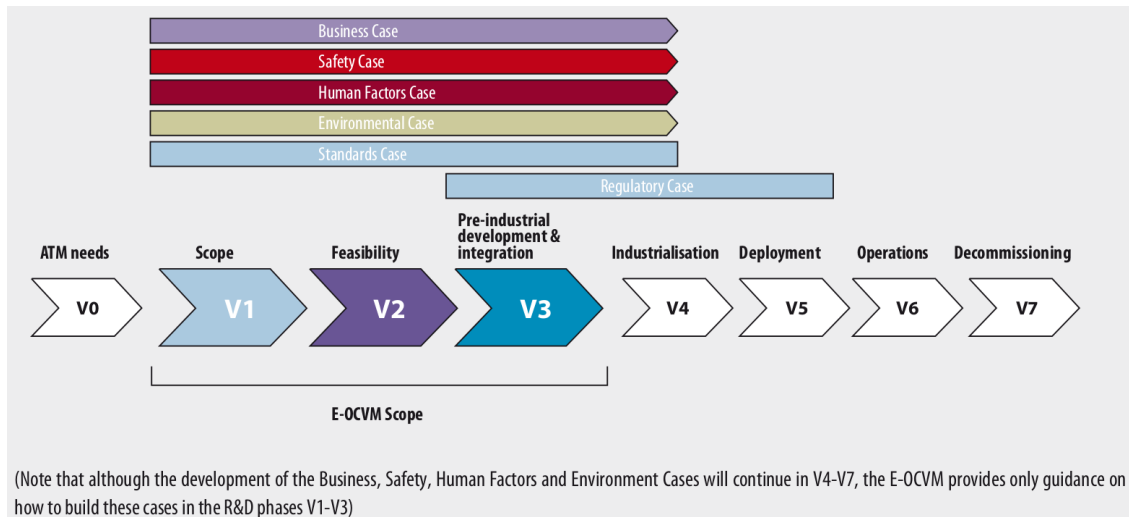 Business Case
Safety Case
Human Factors Case
Environmental Case
Standards Case
Regulatory Case
ATM needs
Scope
Feasibility
Pre-industrial
development &
integration
Industrialisation
Deployment
Operations
Decommissioning
V0
V1
V2
V3
V4
V5
V6
V7
E-OCVM Scope
(Note that although the development of the Business, Safety, Human Factors and Environment Cases will continue in V4-V7, the E-OCVM provides only guidance on
how to build these cases in the R&D phases V1-V3)